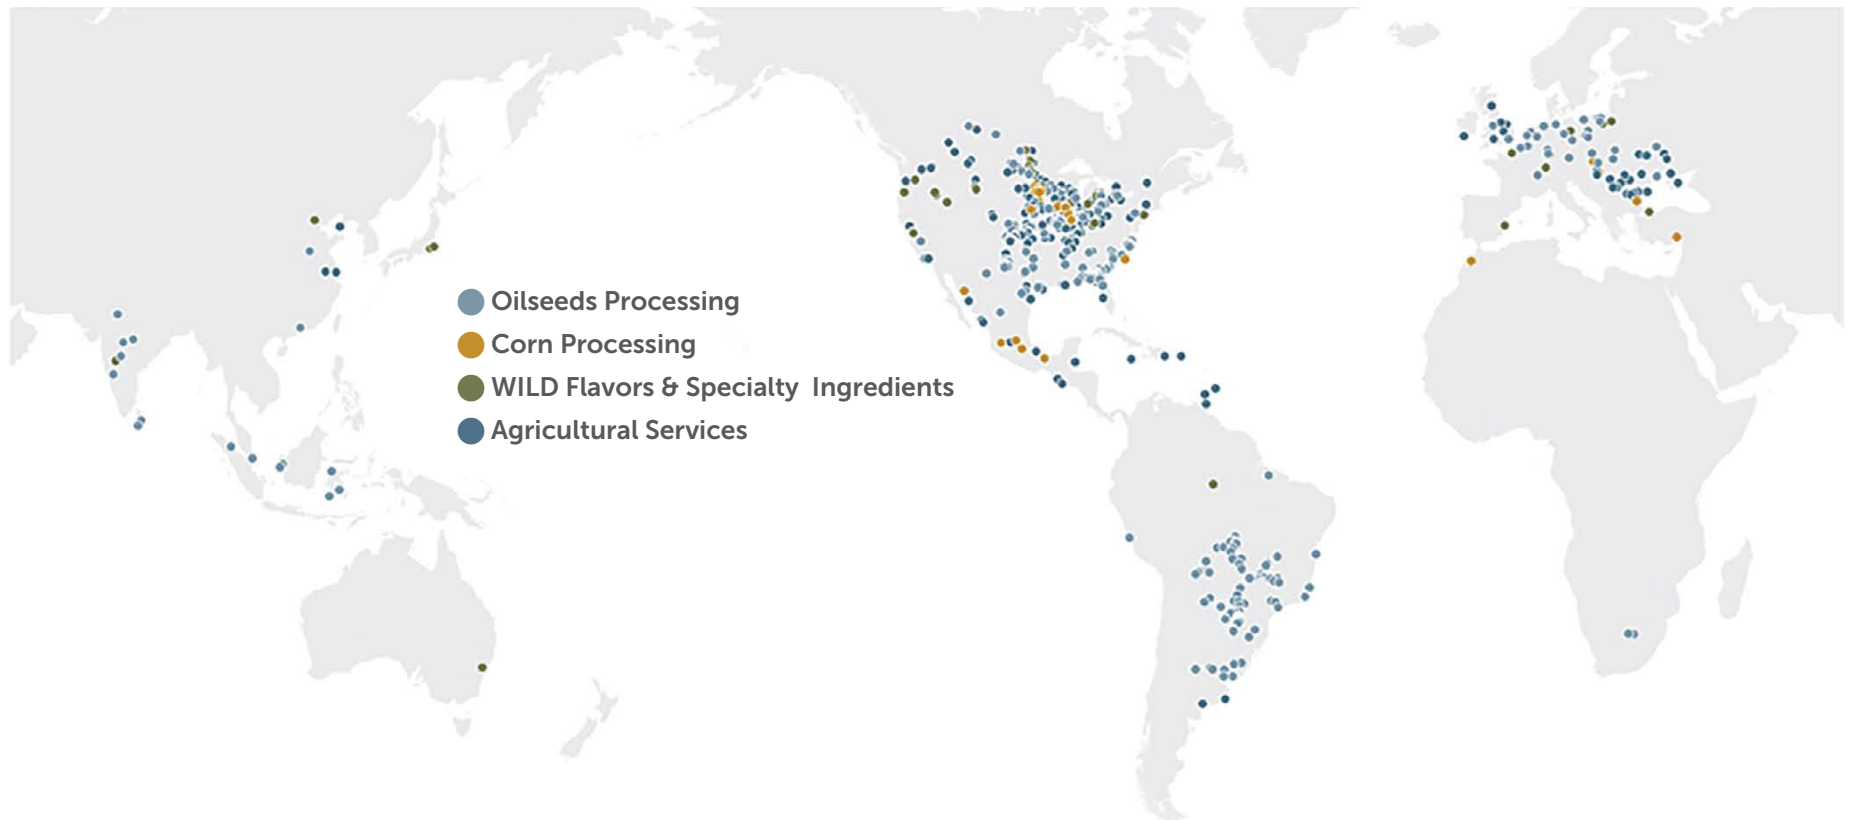 Oilseeds Processing
Corn Processing
WILD Flavors & Specialty Ingredients
Agricultural Services